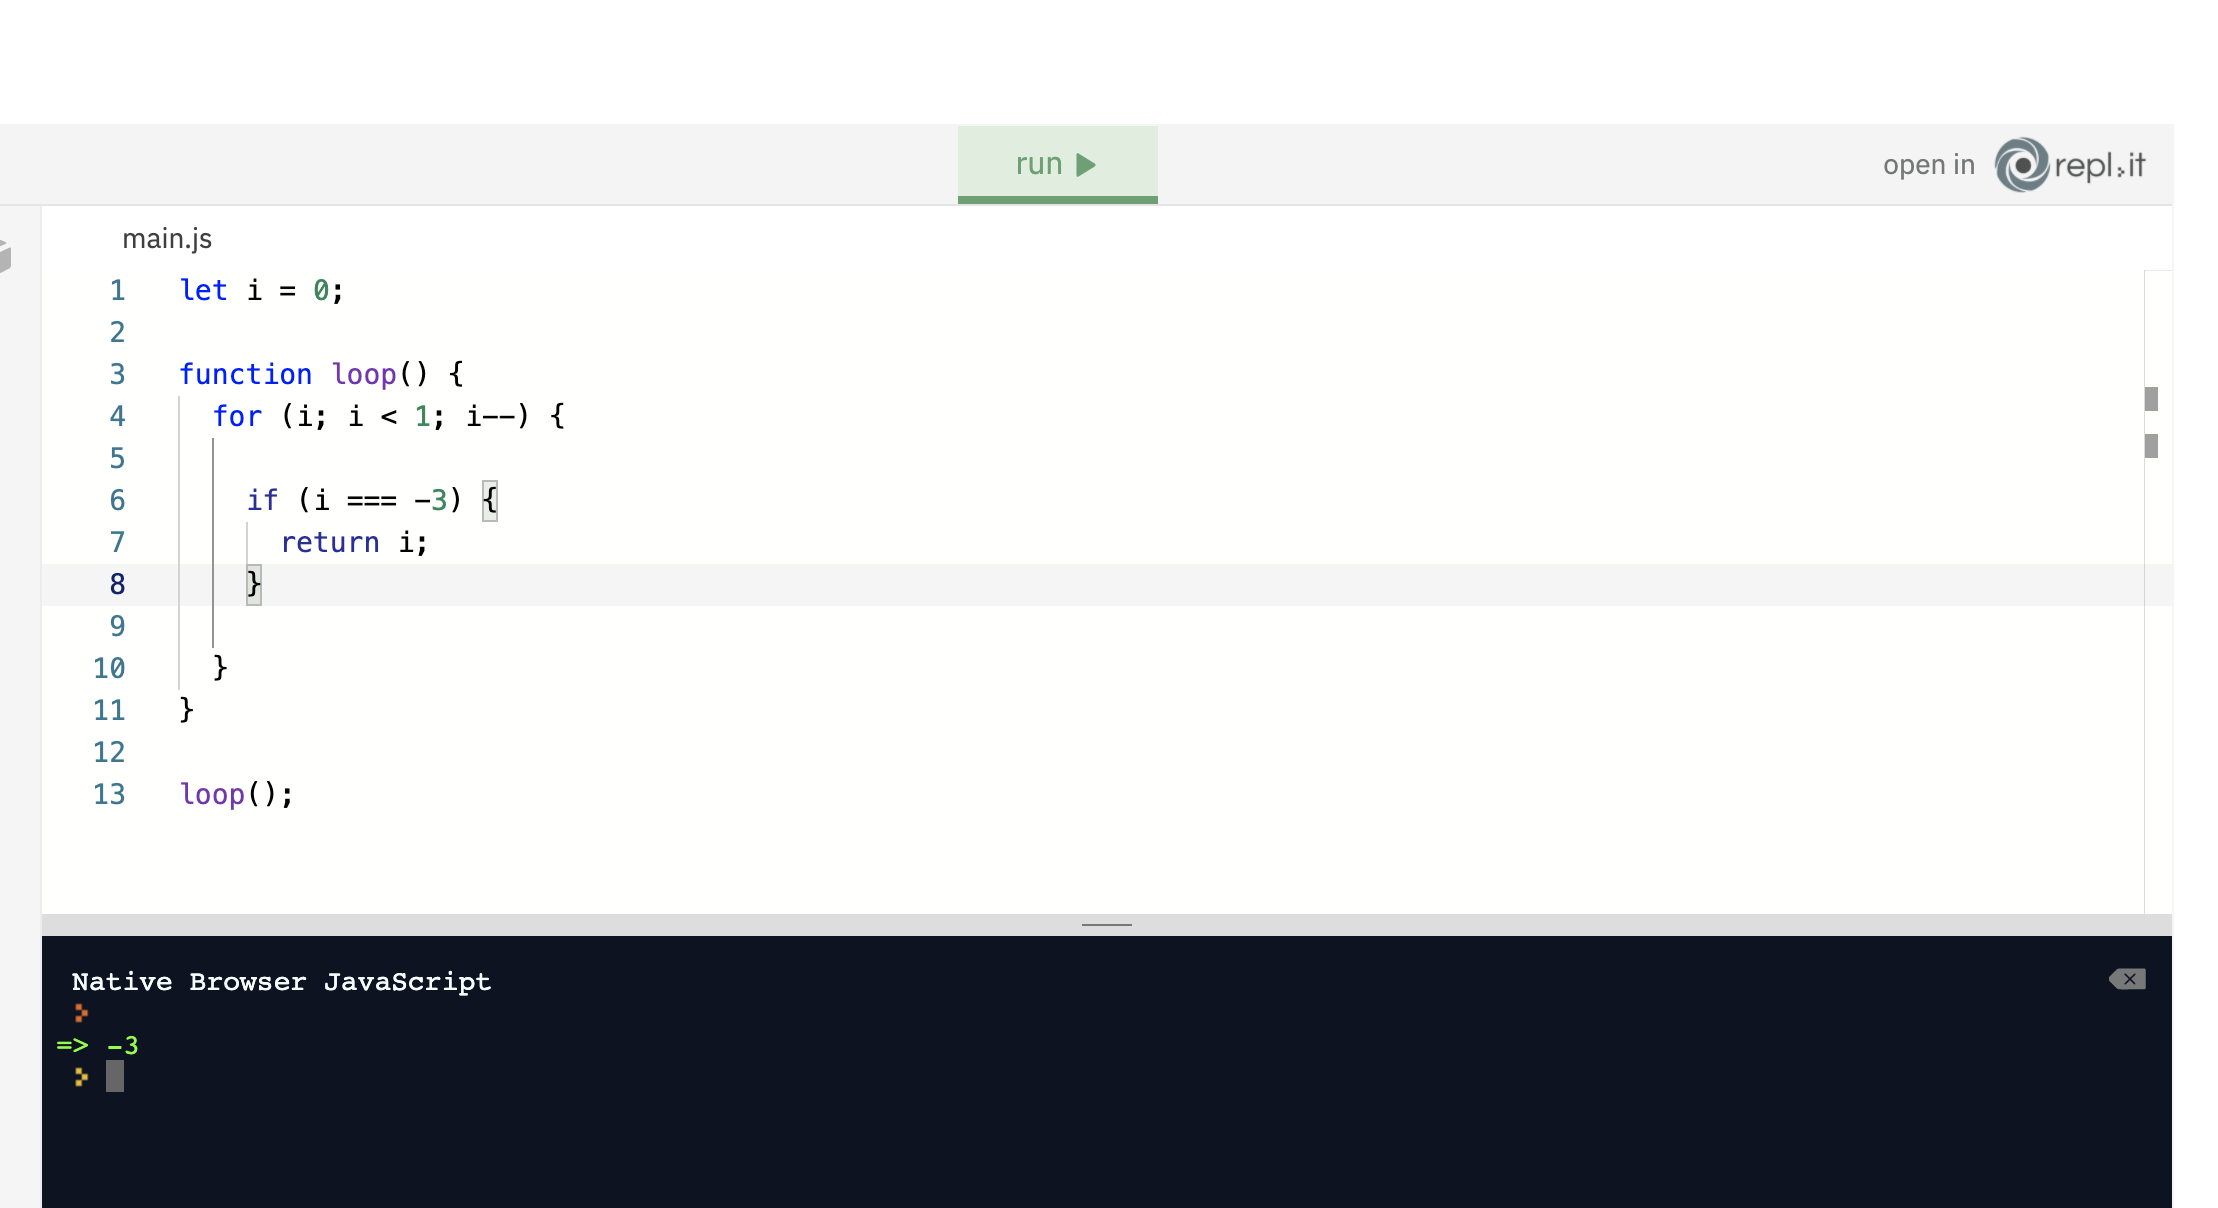 run
open in repl.it
main.js
1 let i = 0;
2
3 function loop() {
4 for (i; i < 1; i--) {
5
6 if (i === -3) {
7 return i;
8 }
9
10 }
11 }
12
13 loop();
Native Browser JavaScript
=> -3